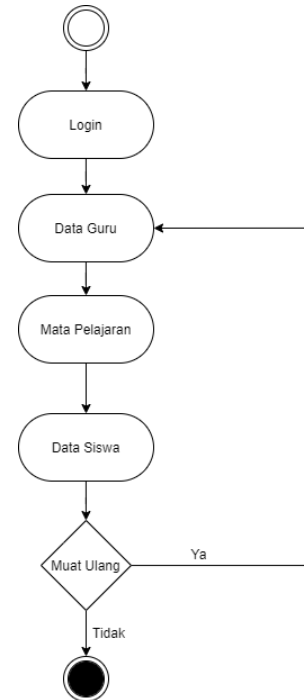 Login
Data Guru
Mata Pelajaran
Data Siswa
Muat Ulang
Ya
Tidak